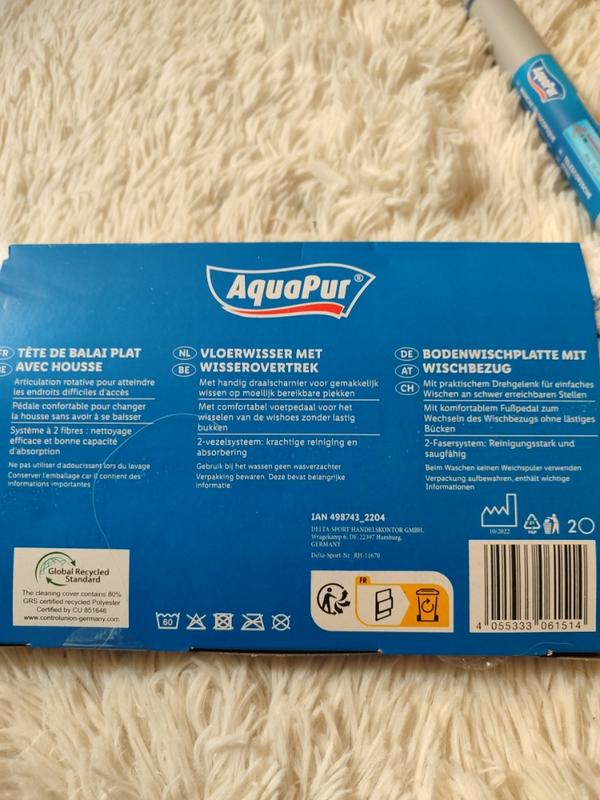 AquaPur
AquaPur®
FR TÊTE DE BALAI PLAT
BE AVEC HOUSSE
Articulation rotative pour atteindre
les endroits difficiles d'accès
Pédale confortable pour changer
la housse sans avoir à se baisser
Système à 2 fibres : nettoyage
efficace et bonne capacité
d'absorption
Ne pas utiliser d'adoucissant lors du lavage
Conserver l'emballage car il contient des
informations importantes
NL VLOERWISSER MET
BE WISSEROVERTREK
Met handig draaischarnier voor gemakkelijk
wissen op moeilijk bereikbare plekken
Met comfortabel voetpedaal voor het
wisselen van de wishoes zonder lastig
bukken
2-vezelsysteem: krachtige reiniging en
absorbering
Gebruik bij het wassen geen wasverzachter
Verpakking bewaren. Deze bevat belangrijke
informatie.
DE BODENWISCHPLATTE MIT
AT WISCHBEZUG
CH Mit praktischem Drehgelenk für einfaches
Wischen an schwer erreichbaren Stellen
Mit komfortablem Fußpedal zum
Wechseln des Wischbezugs ohne lästiges
Bücken
2-Fasersystem: Reinigungsstark und
saugfähig
Beim Waschen keinen Weichspüler verwenden
Verpackung aufbewahren, enthält wichtige
Informationen
IAN 498743_2204
DELTA-SPORT HANDELSKONTOR GMBH,
Wragekamp 6, DE-22397 Hamburg,
GERMANY
Delta-Sport-Nr.: RH-11670
10/2022
21
PAP
2
Global Recycled
Standard
The cleaning cover contains 80%
GRS certified recycled Polyester
Certified by CU 851646
www.controlunion-germany.com
60
FR
4 055333 061514